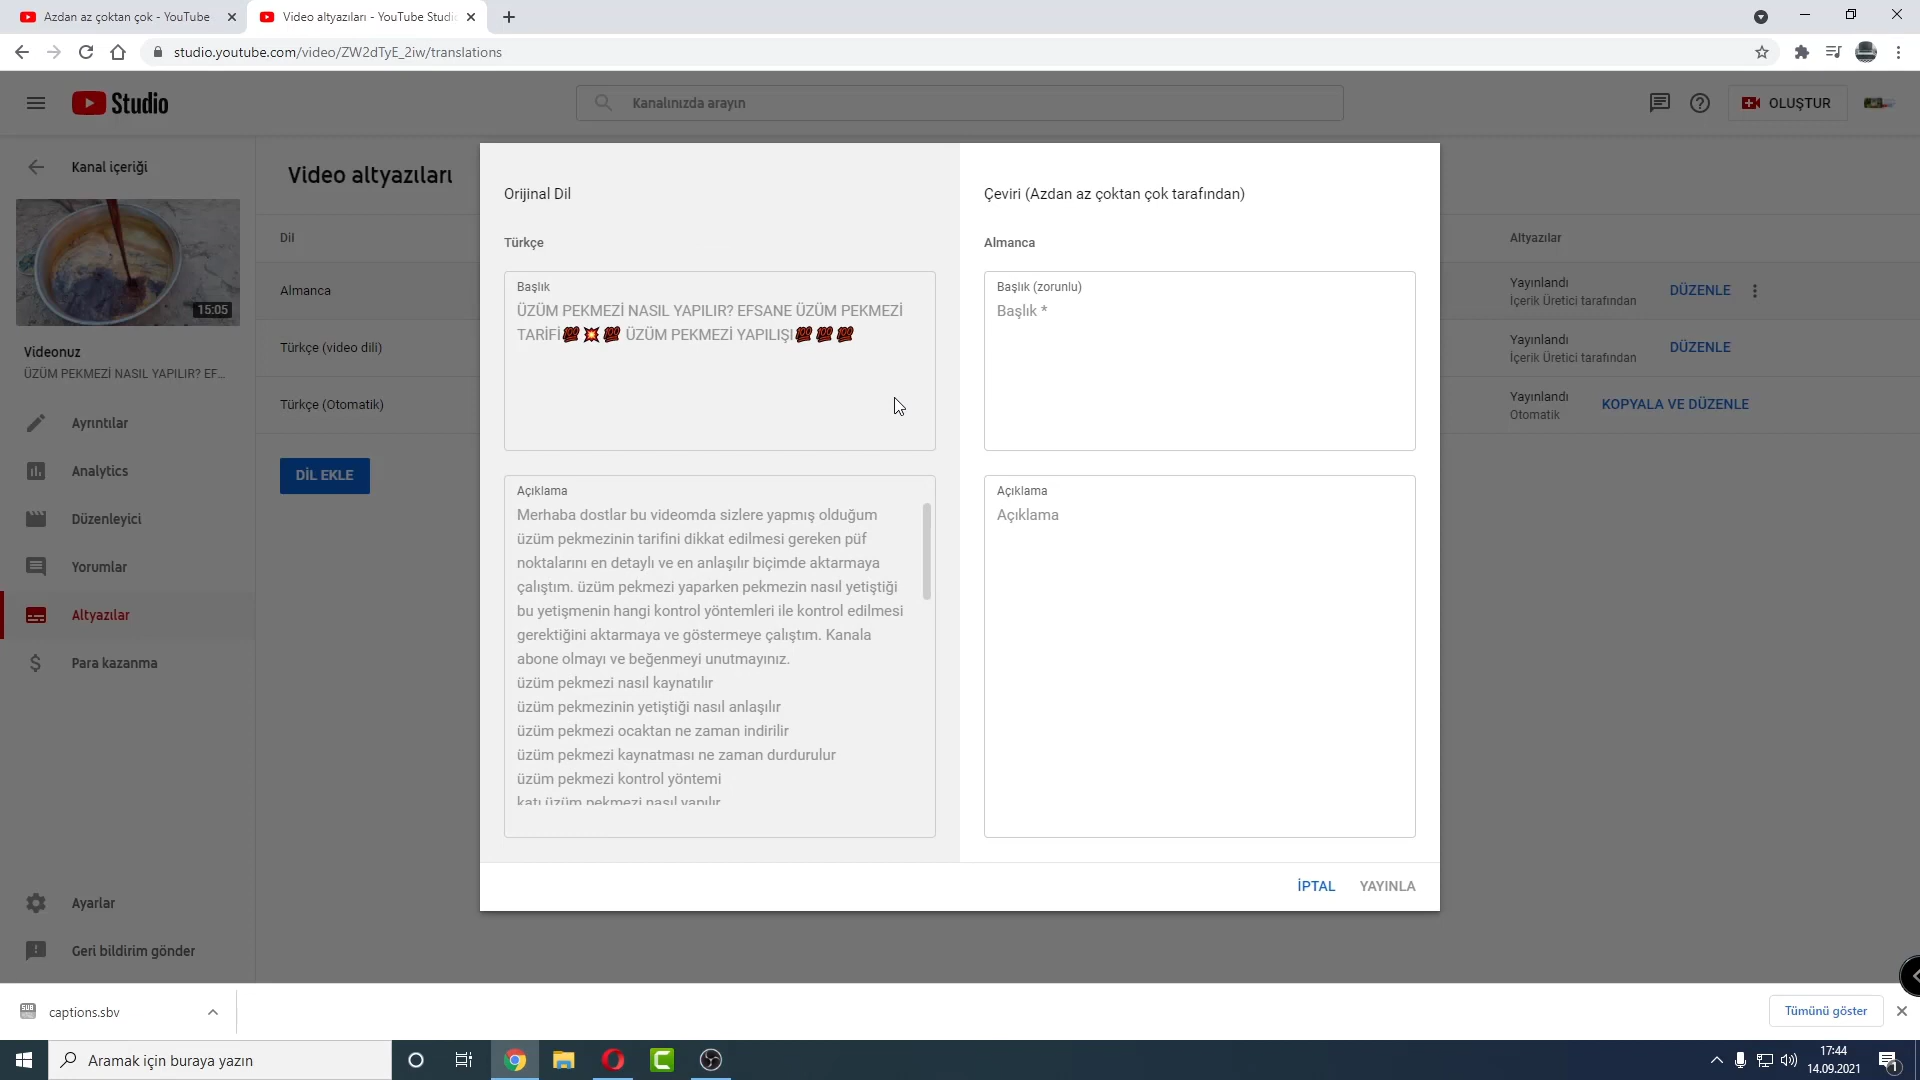 Azdan az çoktan çok - YouTube
Video altyazıları - YouTube Studi
studio.youtube.com/video/ZW2dTyE_2iw/translations
Studio
Kanalınızda arayın
OLUŞTUR
Kanal içeriği
15:05
Videonuz
ÜZÜM PEKMEZİ NASIL YAPILIR? EF...
Ayrıntılar
Analytics
Düzenleyici
Yorumlar
Altyazılar
Para kazanma
Ayarlar
Geri bildirim gönder
Video altyazıları
Dil
Almanca
Türkçe (video dili)
Türkçe (Otomatik)
DİL EKLE
Orijinal Dil
Türkçe
Başlık
ÜZÜM PEKMEZİ NASIL YAPILIR? EFSANE ÜZÜM PEKMEZİ
TARİFİ💯💥💯 ÜZÜM PEKMEZİ YAPILIŞI💯💯💯
Açıklama
Merhaba dostlar bu videomda sizlere yapmış olduğum
üzüm pekmezinin tarifini dikkat edilmesi gereken püf
noktalarını en detaylı ve en anlaşılır biçimde aktarmaya
çalıştım. üzüm pekmezi yaparken pekmezin nasıl yetiştiği
bu yetişmenin hangi kontrol yöntemleri ile kontrol edilmesi
gerektiğini aktarmaya ve göstermeye çalıştım. Kanala
abone olmayı ve beğenmeyi unutmayınız.
üzüm pekmezi nasıl kaynatılır
üzüm pekmezinin yetiştiği nasıl anlaşılır
üzüm pekmezi ocaktan ne zaman indirilir
üzüm pekmezi kaynatması ne zaman durdurulur
üzüm pekmezi kontrol yöntemi
katı üzüm pekmezi nasıl yapılır
Çeviri (Azdan az çoktan çok tarafından)
Almanca
Başlık (zorunlu)
Başlık *
Açıklama
Açıklama
İPTAL
YAYINLA
Altyazılar
Yayınlandı
İçerik Üretici tarafından
DÜZENLE
Yayınlandı
İçerik Üretici tarafından
DÜZENLE
Yayınlandı
Otomatik
KOPYALA VE DÜZENLE
SUB
captions.sbv
Tümünü göster
Aramak için buraya yazın
17:44
14.09.2021
1